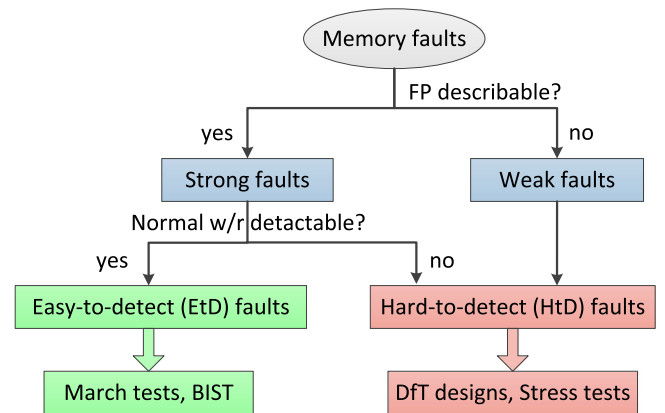 Memory faults
FP describable?
yes
no
Strong faults
Weak faults
Normal w/r detactable?
yes
no
Easy-to-detect (EtD) faults
Hard-to-detect (HtD) faults
March tests, BIST
DfT designs, Stress tests